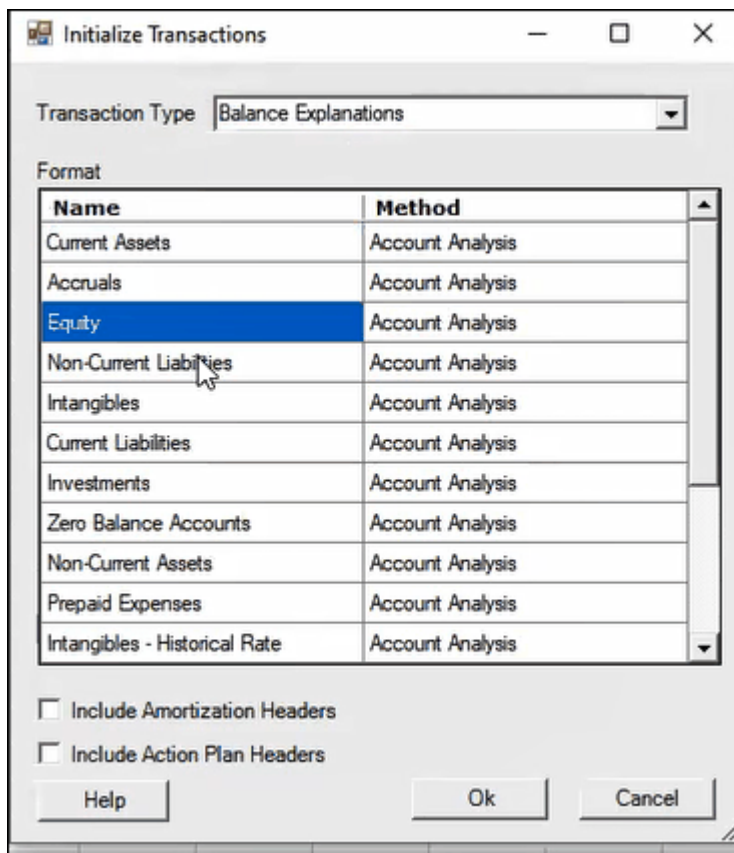 Initialize Transactions
Transaction Type Balance Explanations
Format
Name Method
Current Assets Account Analysis
Accruals Account Analysis
Equity Account Analysis
Non-Current Liabilities Account Analysis
Intangibles Account Analysis
Current Liabilities Account Analysis
Investments Account Analysis
Zero Balance Accounts Account Analysis
Non-Current Assets Account Analysis
Prepaid Expenses Account Analysis
Intangibles - Historical Rate Account Analysis
Include Amortization Headers
Include Action Plan Headers
Help Ok Cancel